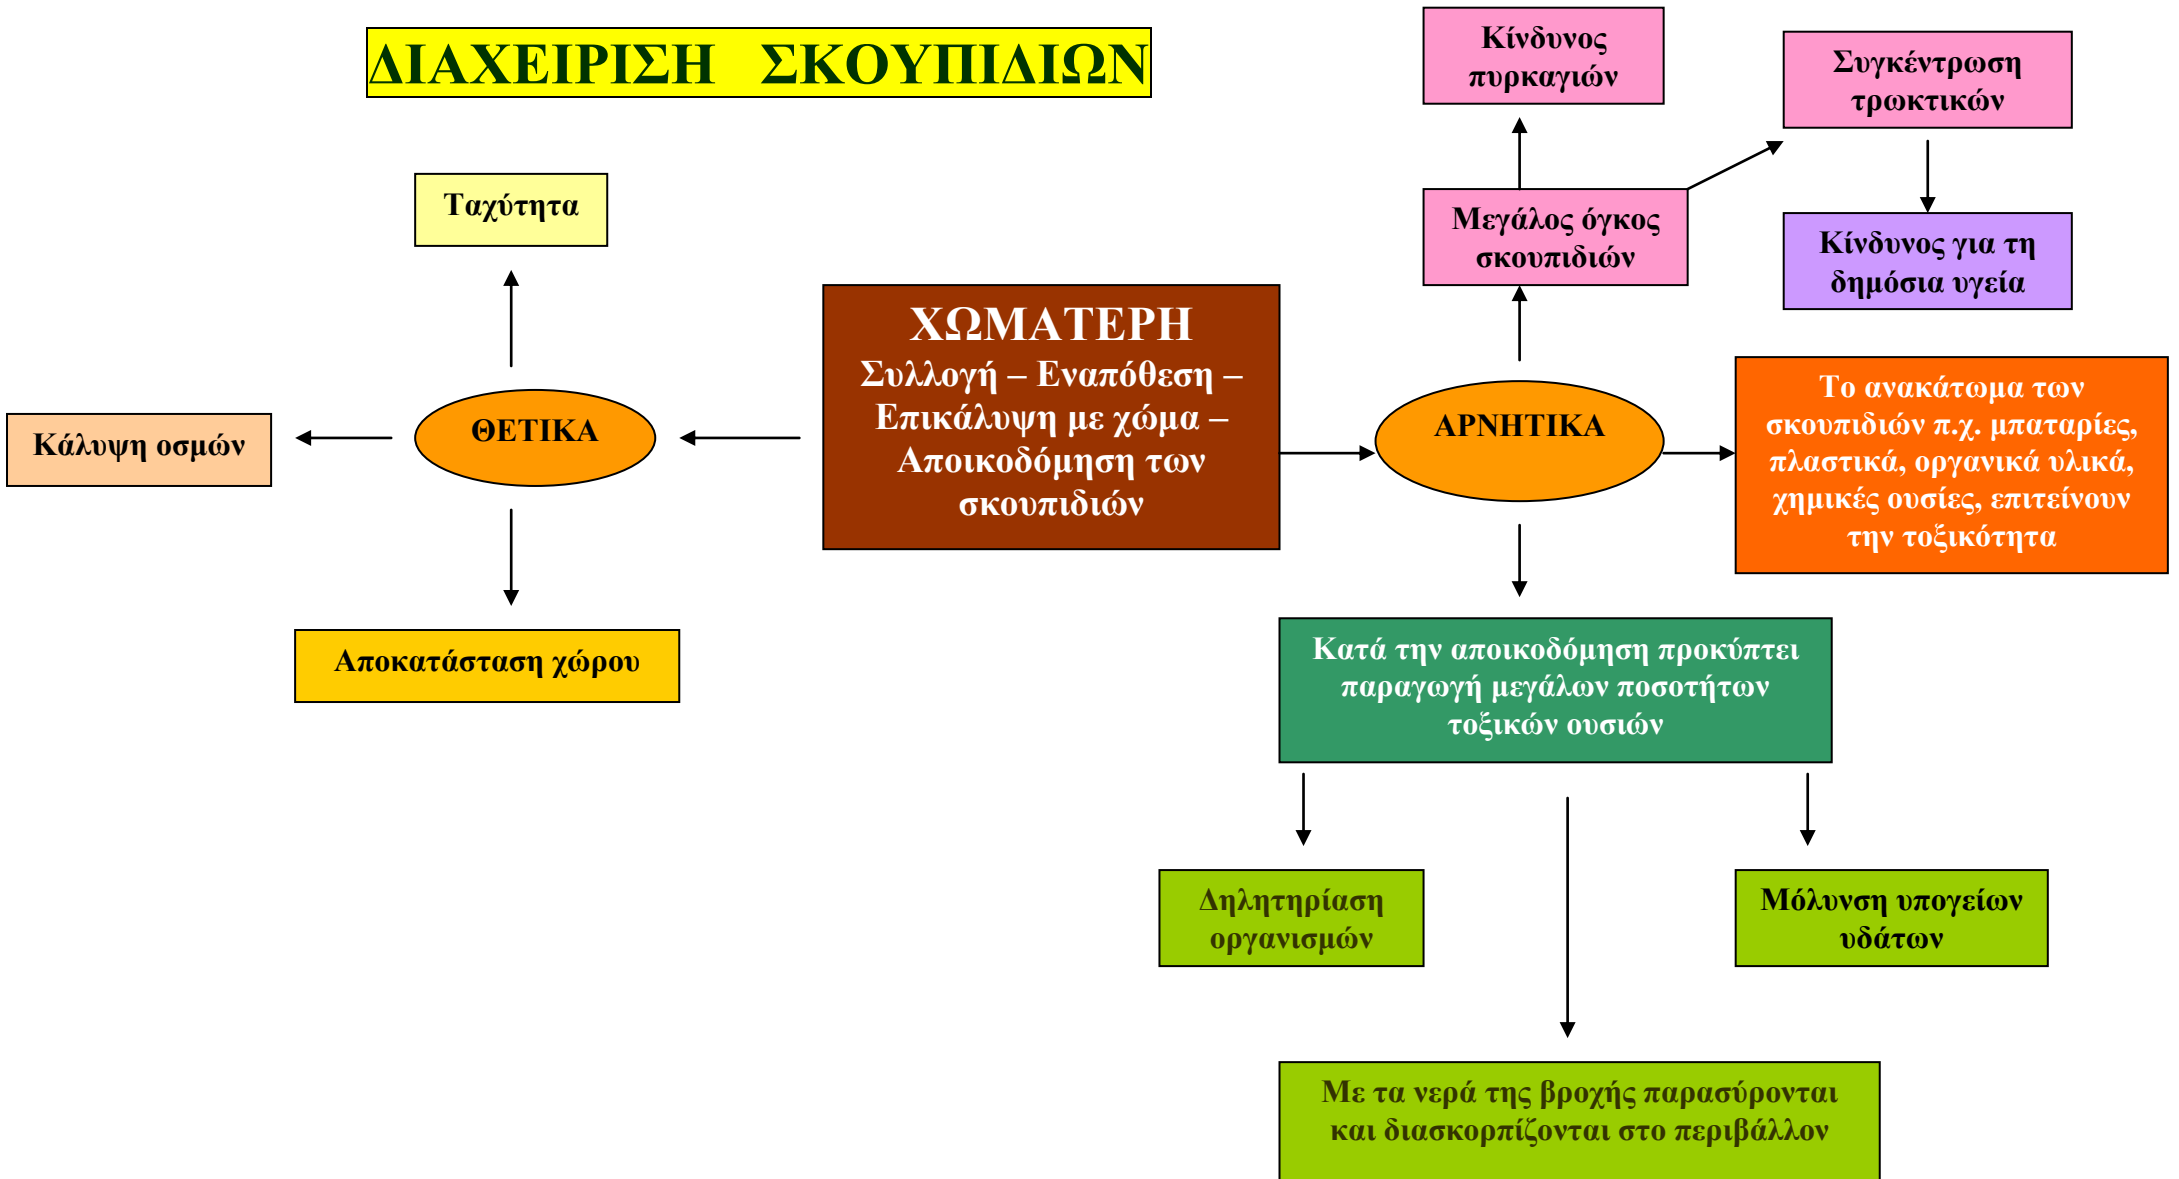 ΔΙΑΧΕΙΡΙΣΗ ΣΚΟΥΠΙΔΙΩΝ
Κίνδυνος
πυρκαγιών
Συγκέντρωση
τρωκτικών
Ταχύτητα
Μεγάλος όγκος
σκουπιδιών
Κίνδυνος για τη
δημόσια υγεία
ΧΩΜΑΤΕΡΗ
Συλλογή – Εναπόθεση –
Επικάλυψη με χώμα –
Αποικοδόμηση των
σκουπιδιών
Κάλυψη οσμών
ΘΕΤΙΚΑ
ΑΡΝΗΤΙΚΑ
Το ανακάτωμα των
σκουπιδιών π.χ. μπαταρίες,
πλαστικά, οργανικά υλικά,
χημικές ουσίες, επιτείνουν
την τοξικότητα
Αποκατάσταση χώρου
Κατά την αποικοδόμηση προκύπτει
παραγωγή μεγάλων ποσοτήτων
τοξικών ουσιών
Δηλητηρίαση
οργανισμών
Μόλυνση υπογείων
υδάτων
Με τα νερά της βροχής παρασύρονται
και διασκορπίζονται στο περιβάλλον